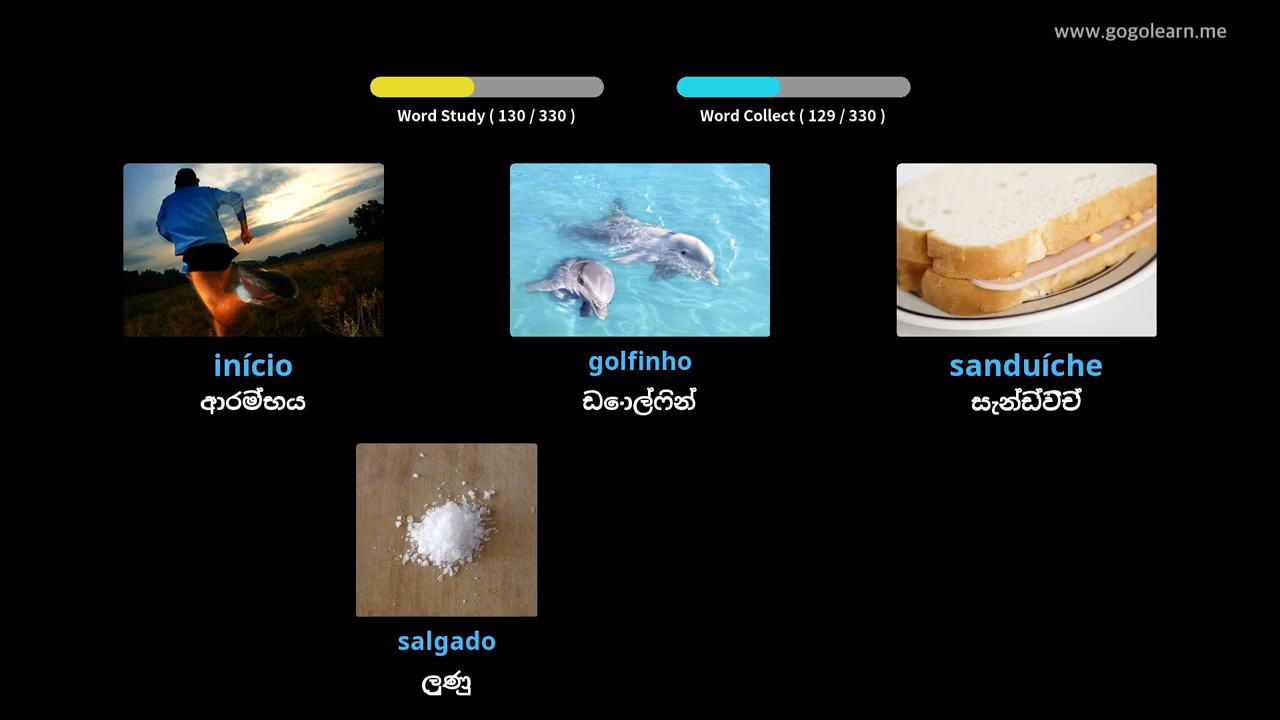 www.gogolearn.me
Word Study ( 130 / 330 )
Word Collect ( 129 / 330 )
início
ආරම්භය
golfinho
ඩොල්ෆින්
sanduíche
සැන්ඩ්විච්
salgado
ලුණු